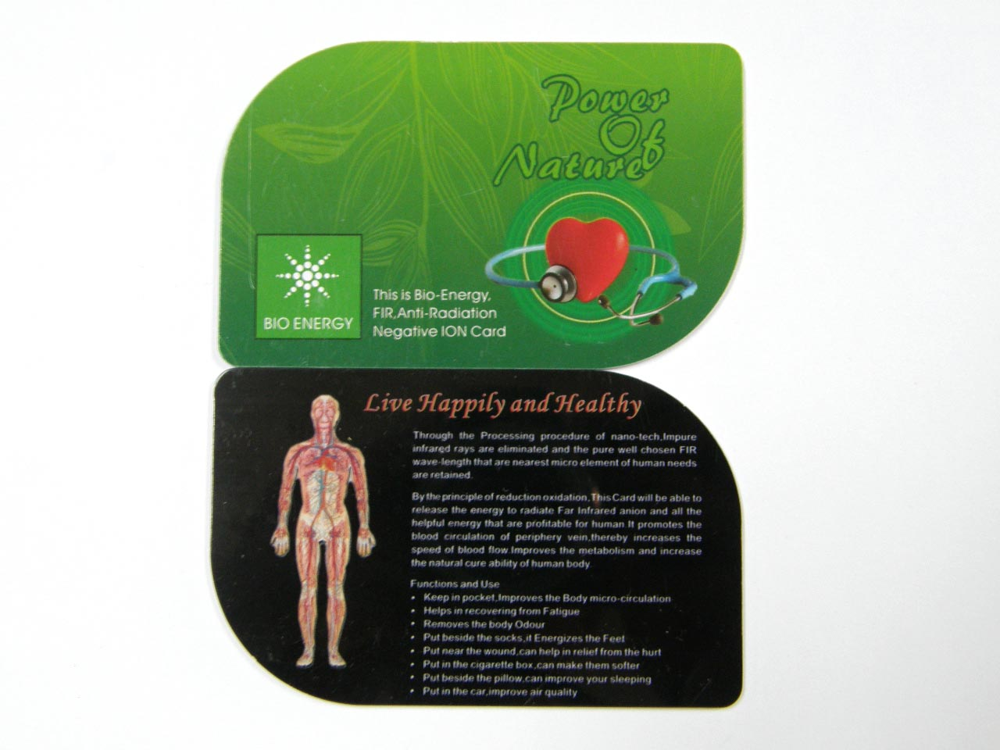 Power
Of
Nature
BIO ENERGY
This is Bio-Energy,
FIR,Anti-Radiation
Negative ION Card
Live Happily and Healthy
Through the Processing procedure of nano-tech,Impure
infrared rays are eliminated and the pure well chosen FIR
wave-length that are nearest micro element of human needs
are retained.
By the principle of reduction oxidation,This Card will be able to
release the energy to radiate Far Infrared anion and all the
helpful energy that are profitable for human It promotes the
blood circulation of periphery vein,thereby increases the
speed of blood flow.Improves the metabolism and increase
the natural cure ability of human body.
Functions and Use
• Keep in pocket,Improves the Body micro-circulation
• Helps in recovering from Fatigue
• Removes the body Odour
• Put beside the socks,it Energizes the Feet
• Put near the wound,can help in relief from the hurt
• Put in the cigarette box,can make them softer
• Put beside the pillow,can improve your sleeping
• Put in the car,improve air quality